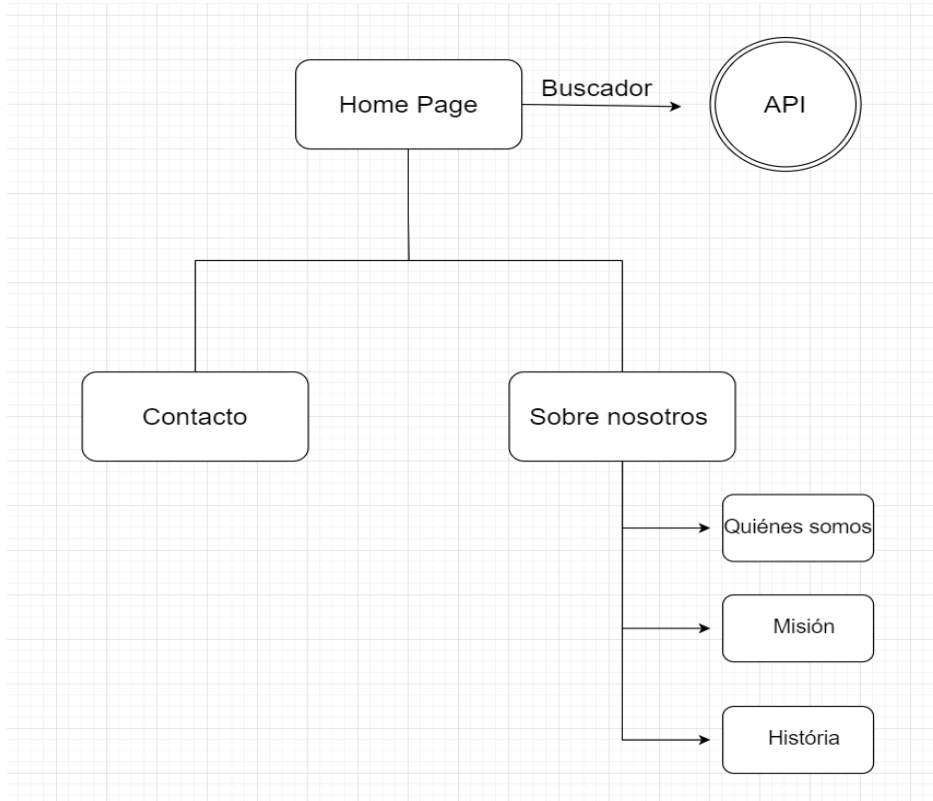 Home Page
Buscador
API
Contacto
Sobre nosotros
Quiénes somos
Misión
História